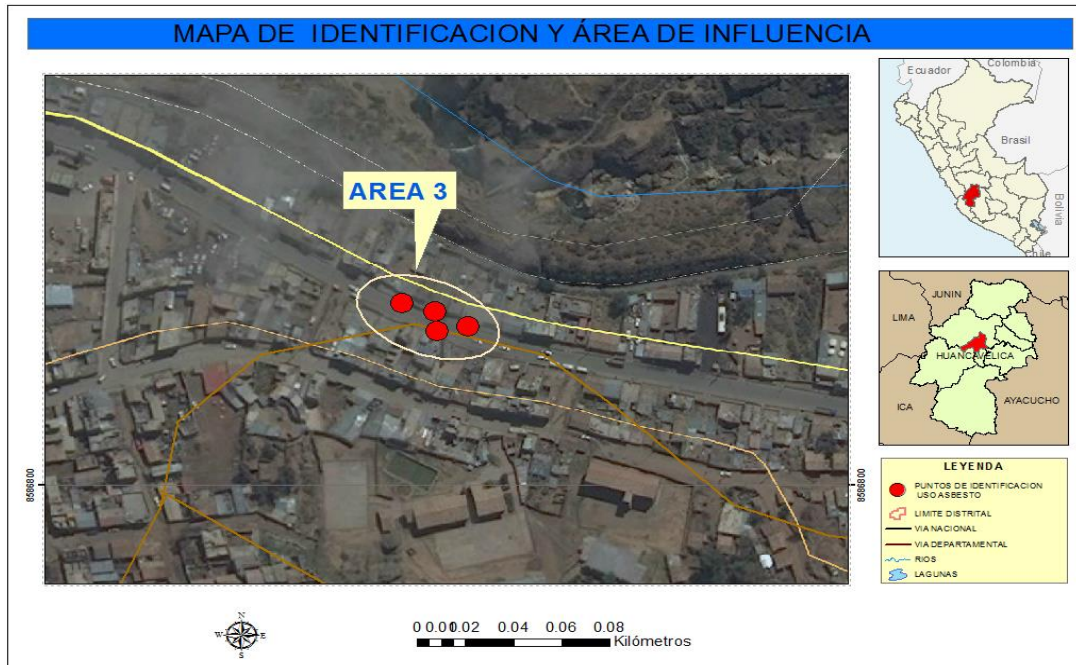 MAPA DE IDENTIFICACION Y ÁREA DE INFLUENCIA
AREA 3
8586800
8586800
N
W
E
S
0 0.01 0.02 0.04 0.06 0.08
Kilómetros
Ecuador
Colombia
Brasil
Bolivia
Chile
JUNIN
LIMA
HUANCAVELICA
ICA
AYACUCHO
LEYENDA
PUNTOS DE IDENTIFICACION
USO ASBESTO
LIMITE DISTRITAL
VIA NACIONAL
VIA DEPARTAMENTAL
RIOS
LAGUNAS